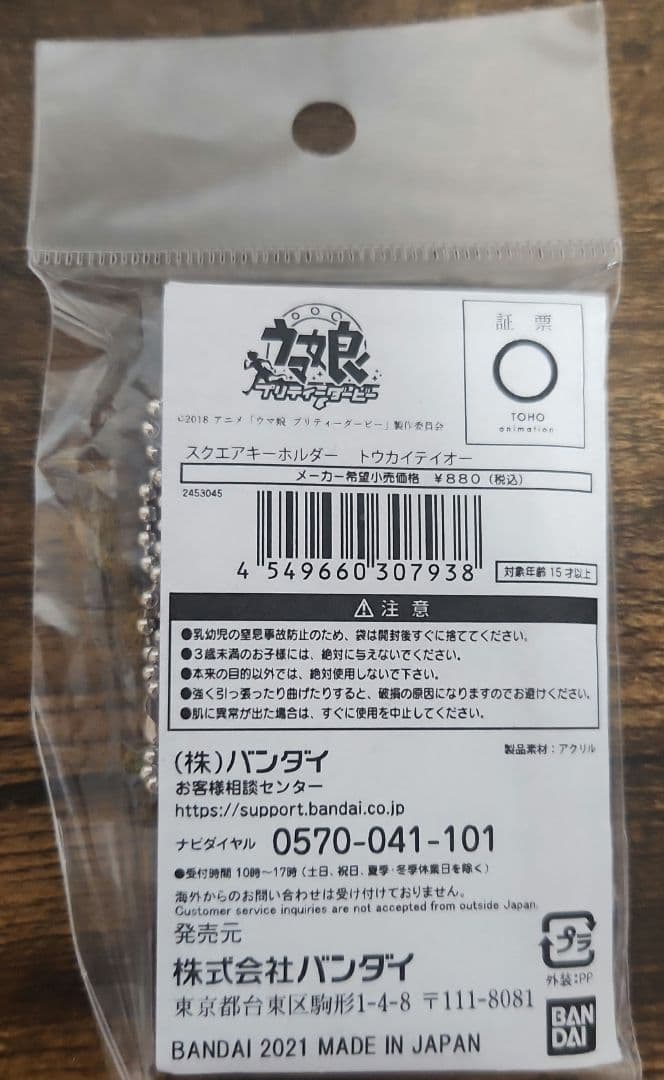 ウマ娘
プリティーダービー
証票
TOHO
animation
©2018 アニメ「ウマ娘 プリティーダービー」製作委員会
スクエアキーホルダー トウカイテイオー
メーカー希望小売価格 ￥880（税込）
2453045
4 549660 307938
対象年齢 15才以上
⚠注意
●乳幼児の窒息事故防止のため、袋は開封後すぐに捨ててください。
●3歳未満のお子様には、絶対に与えないでください。
●本来の目的以外では、絶対使用しないで下さい。
●強く引っ張ったり曲げたりすると、破損の原因になりますのでお避けください。
●肌に異常が出た場合は、すぐに使用を中止してください。
(株)バンダイ
製品素材：アクリル
お客様相談センター
https://support.bandai.co.jp
ナビダイヤル 0570-041-101
●受付時間 10時～17時（土日、祝日、夏季・冬季休業日を除く）
海外からのお問い合わせは受け付けておりません。
Customer service inquiries are not accepted from outside Japan.
発売元
株式会社バンダイ
東京都台東区駒形1-4-8 〒111-8081
BANDAI 2021 MADE IN JAPAN
プラ
外装:PP
BAN
DAI